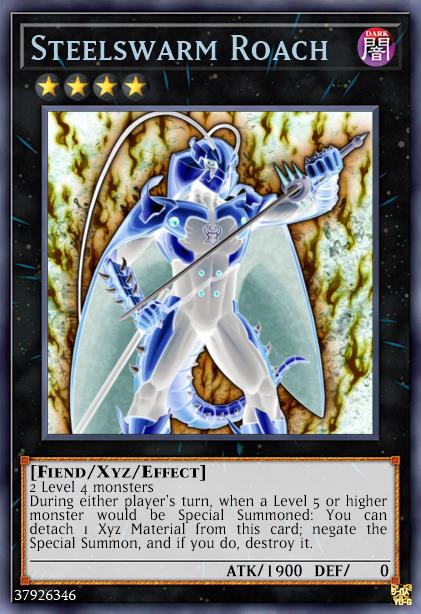 STEELSWARM ROACH
DARK
闇
[FIEND/XYZ/EFFECT]
2 Level 4 monsters
During either player's turn, when a Level 5 or higher
monster would be Special Summoned: You can
detach 1 Xyz Material from this card; negate the
Special Summon, and if you do, destroy it.
ATK/1900 DEF/ 0
37926346